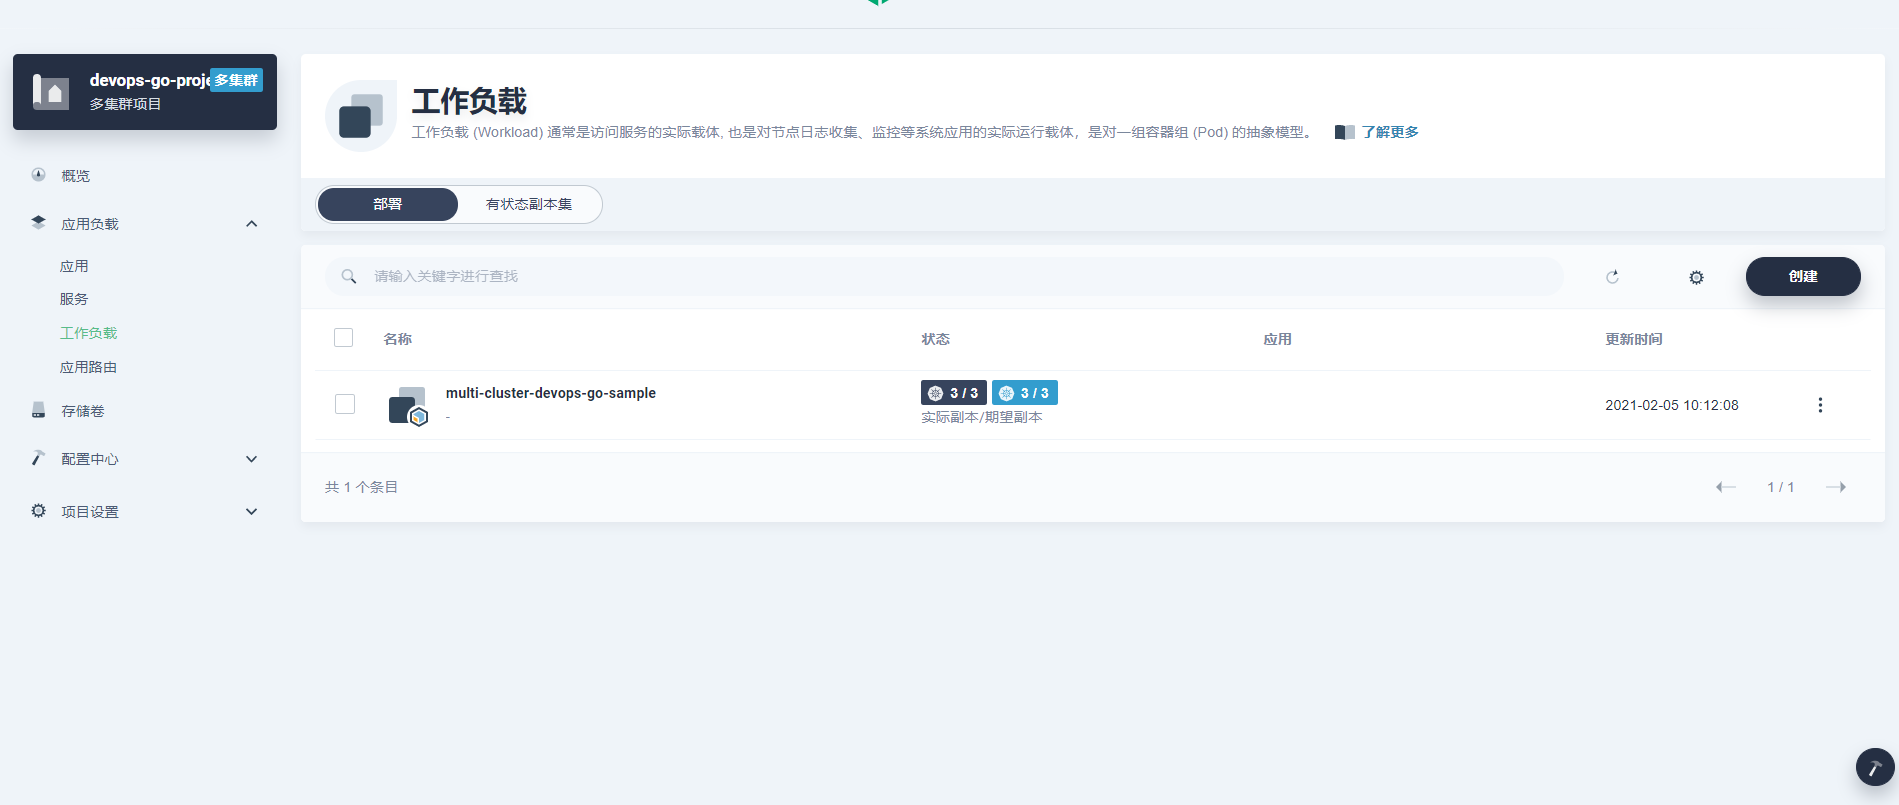 devops-go-proje
多集群
多集群项目
概览
应用负载
应用
服务
工作负载
应用路由
存储卷
配置中心
项目设置
工作负载
工作负载 (Workload) 通常是访问服务的实际载体, 也是对节点日志收集、监控等系统应用的实际运行载体，是对一组容器组 (Pod) 的抽象模型。 了解更多
部署 有状态副本集
请输入关键字进行查找
创建
名称 状态 应用 更新时间
multi-cluster-devops-go-sample
-
3 / 3 3 / 3
实际副本/期望副本
2021-02-05 10:12:08
共 1 个条目
1 / 1